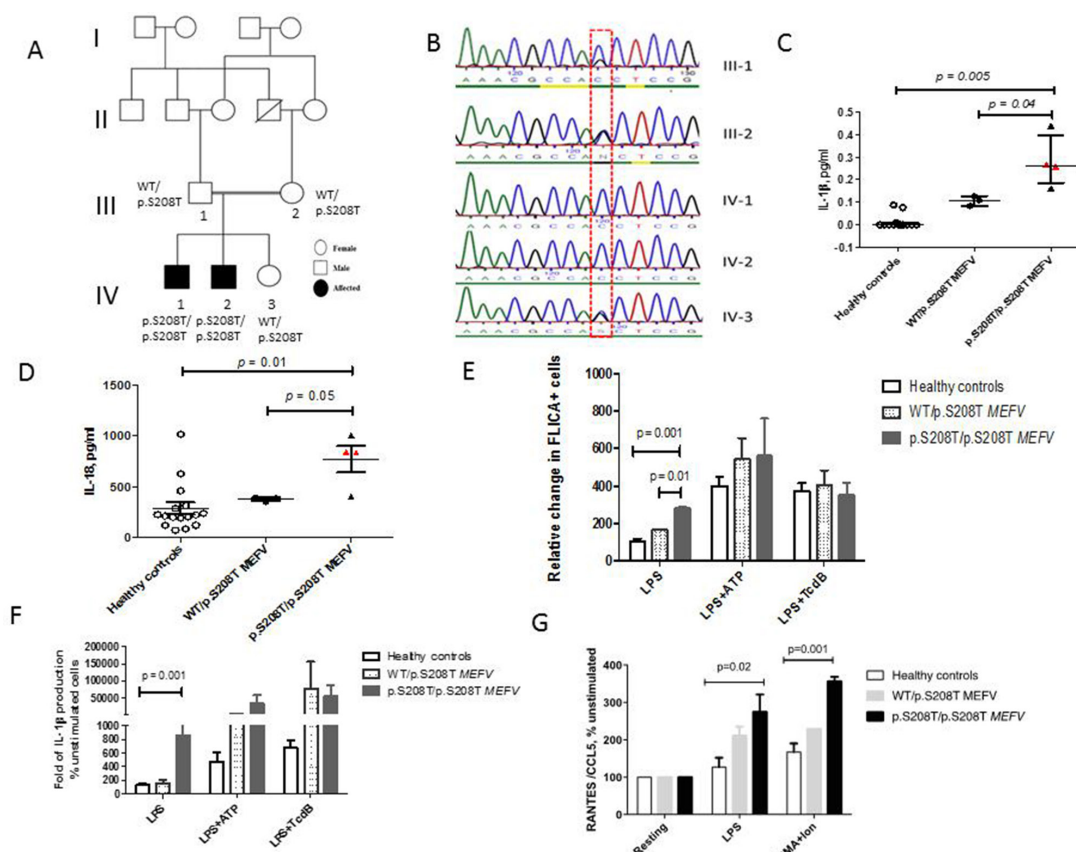 A
I
II
III
IV
WT/
p.S208T
1
2
WT/
p.S208T
1
2
3
p.S208T/
p.S208T
p.S208T/
p.S208T
WT/
p.S208T
Female
Male
Affected
B
120
130
A A A C G C C A C C T C C G
III-1
120
A A A C G C C A N C T C C G
III-2
120
A A A C G C C A C C T C C G
IV-1
120
A A A C G C C A C C T C C G
IV-2
120
C T C C G
IV-3
C
p = 0.005
p = 0.04
IL-1β, pg/ml
0.5
0.4
0.3
0.2
0.1
0.0
-0.1
Healthy controls
WT/p.S208T MEFV
p.S208T/p.S208T MEFV
D
p = 0.01
p = 0.05
IL-18, pg/ml
1500
1000
500
0
Healthy controls
WT/p.S208T MEFV
p.S208T/p.S208T MEFV
E
Relative change in FLICA+ cells
1000
800
600
400
200
0
p=0.001
p=0.01
LPS
LPS+ATP
LPS+TcdB
Healthy controls
WT/p.S208T MEFV
p.S208T/p.S208T MEFV
F
Fold of IL-1β production
% unstimulated cells
200000
150000
100000
50000
1000
800
600
400
200
0
p=0.001
LPS
LPS+ATP
LPS+TcdB
Healthy controls
WT/p.S208T MEFV
p.S208T/p.S208T MEFV
G
RANTES /CCL5, % unstimulated
400
300
200
100
0
p=0.02
p=0.001
Resting
LPS
MA+Ion
Healthy controls
WT/p.S208T MEFV
p.S208T/p.S208T MEFV